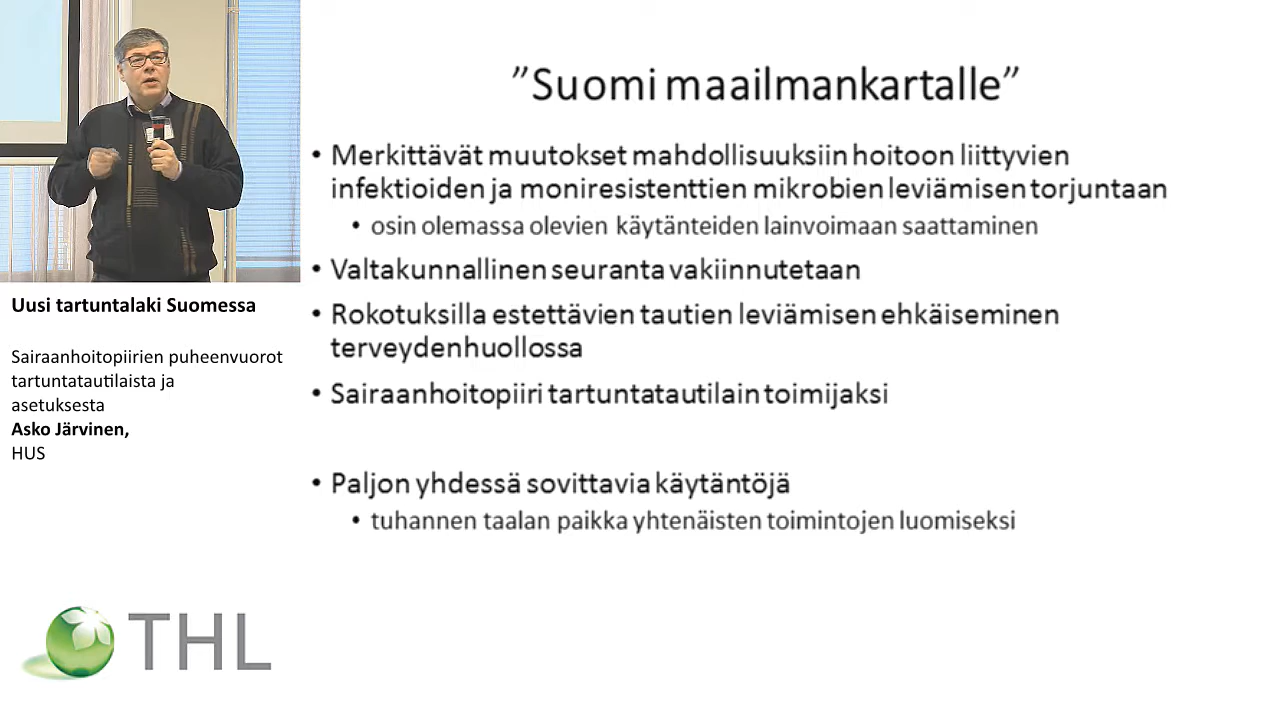 "Suomi maailmankartalle"
• Merkittävät muutokset mahdollisuuksiin hoitoon liittyvien
infektioiden ja moniresistenttien mikrobien leviämisen torjuntaan
• osin olemassa olevien käytänteiden lainvoimaan saattaminen
• Valtakunnallinen seuranta vakiinnutetaan
• Rokotuksilla estettävien tautien leviämisen ehkäiseminen
terveydenhuollossa
• Sairaanhoitopiiri tartuntatautilain toimijaksi
• Paljon yhdessä sovittavia käytäntöjä
• tuhannen taalan paikka yhtenäisten toimintojen luomiseksi
Uusi tartuntalaki Suomessa
Sairaanhoitopiirien puheenvuorot
tartuntatautilaista ja
asetuksesta
Asko Järvinen,
HUS
THL